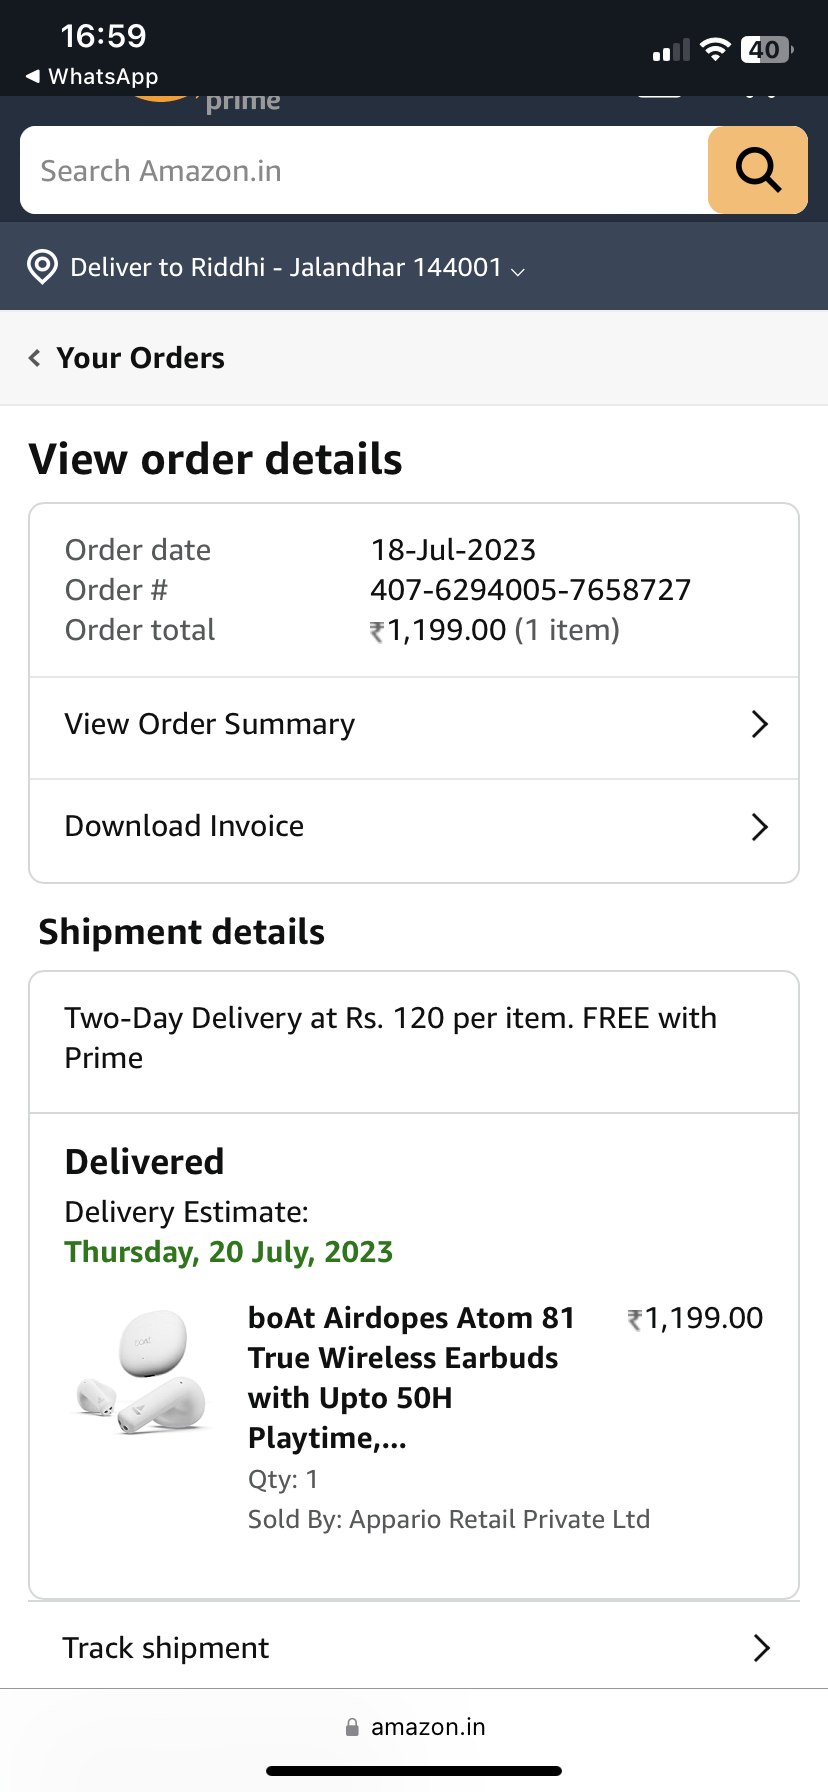 16:59
40
◀ WhatsApp
prime
Search Amazon.in
Deliver to Riddhi - Jalandhar 144001
Your Orders
View order details
Order date 18-Jul-2023
Order # 407-6294005-7658727
Order total ₹1,199.00 (1 item)
View Order Summary
Download Invoice
Shipment details
Two-Day Delivery at Rs. 120 per item. FREE with
Prime
Delivered
Delivery Estimate:
Thursday, 20 July, 2023
boAt Airdopes Atom 81 ₹1,199.00
True Wireless Earbuds
with Upto 50H
Playtime,...
Qty: 1
Sold By: Appario Retail Private Ltd
Track shipment
amazon.in